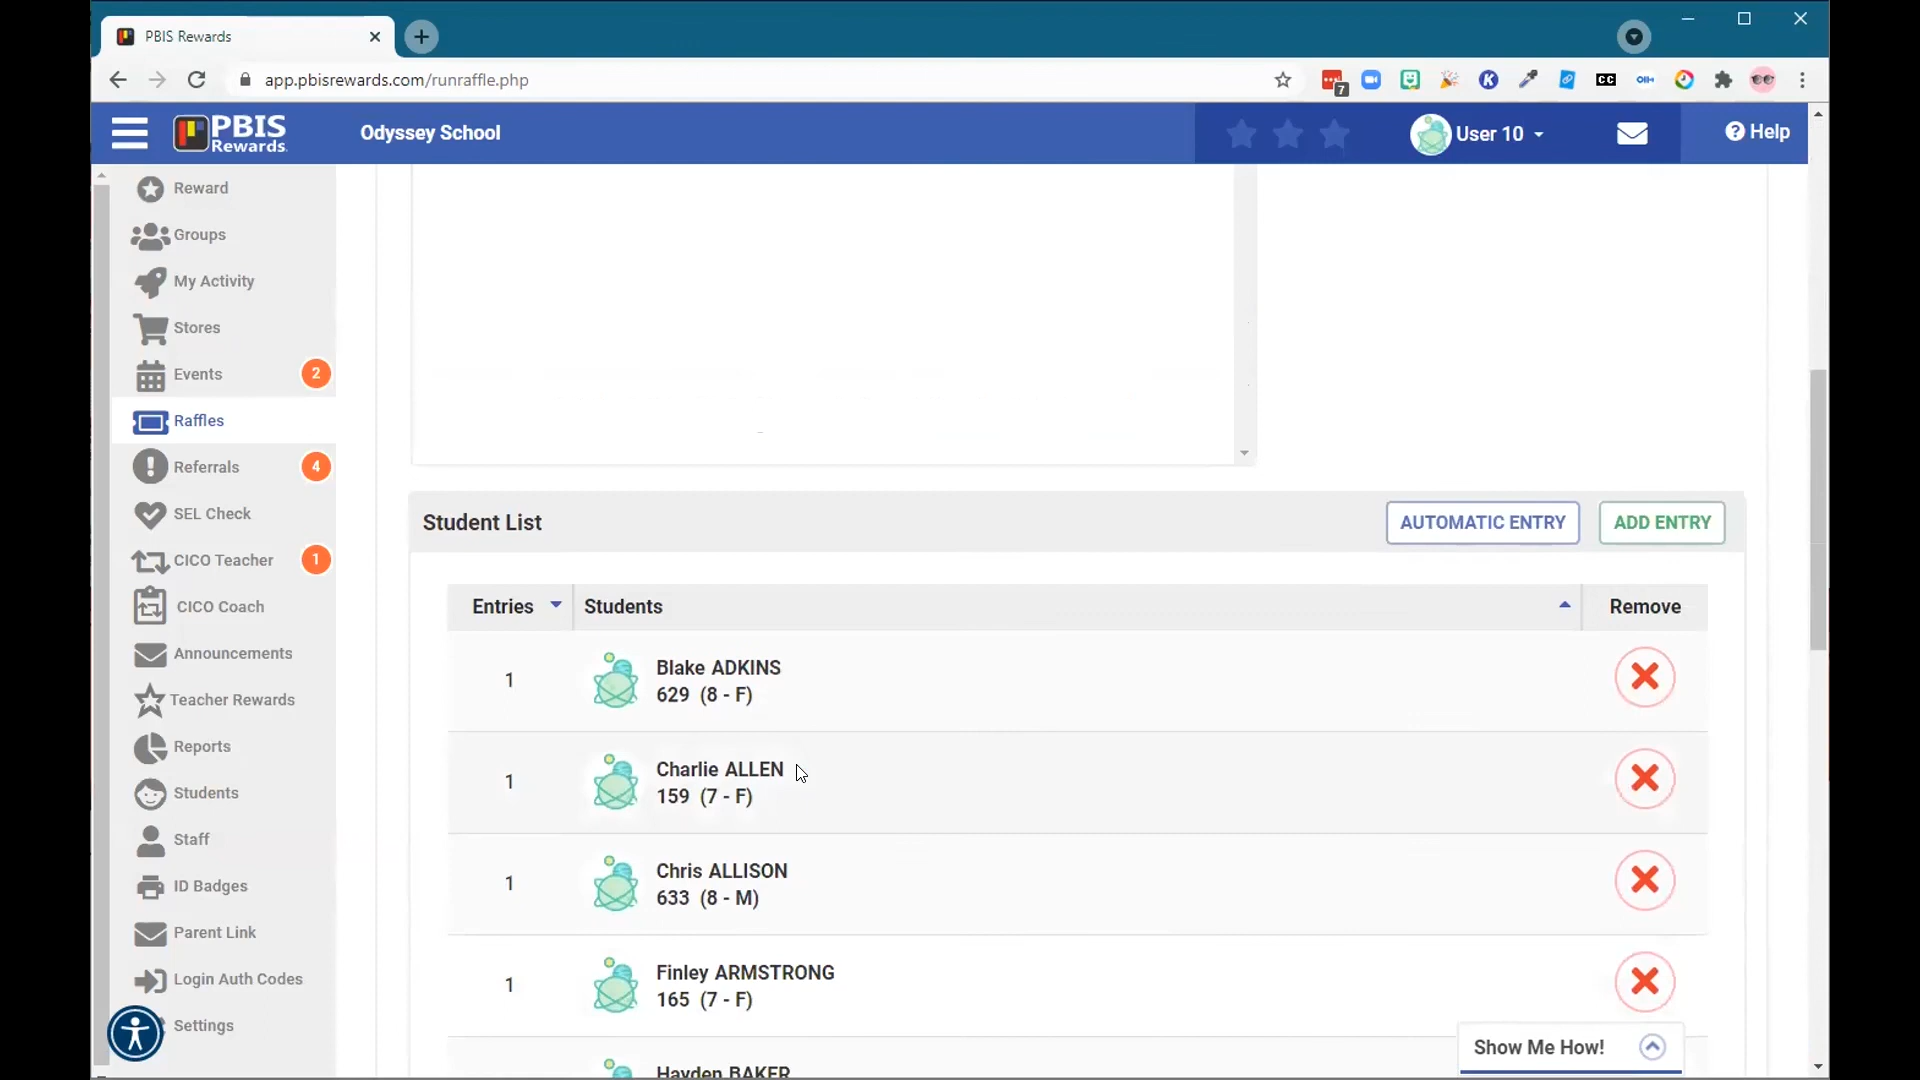 PBIS Rewards
app.pbisrewards.com/runraffle.php
7
K
CC
PBIS
Rewards.
Odyssey School
User 10
Help
Reward
Groups
My Activity
Stores
Events
2
Raffles
Referrals
4
SEL Check
CICO Teacher
1
CICO Coach
Announcements
Teacher Rewards
Reports
Students
Staff
ID Badges
Parent Link
Login Auth Codes
Settings
Student List
AUTOMATIC ENTRY
ADD ENTRY
Entries Students Remove
1
Blake ADKINS
629 (8 - F)
1
Charlie ALLEN
159 (7 - F)
1
Chris ALLISON
633 (8 - M)
1
Finley ARMSTRONG
165 (7 - F)
Hayden BAKER
Show Me How!